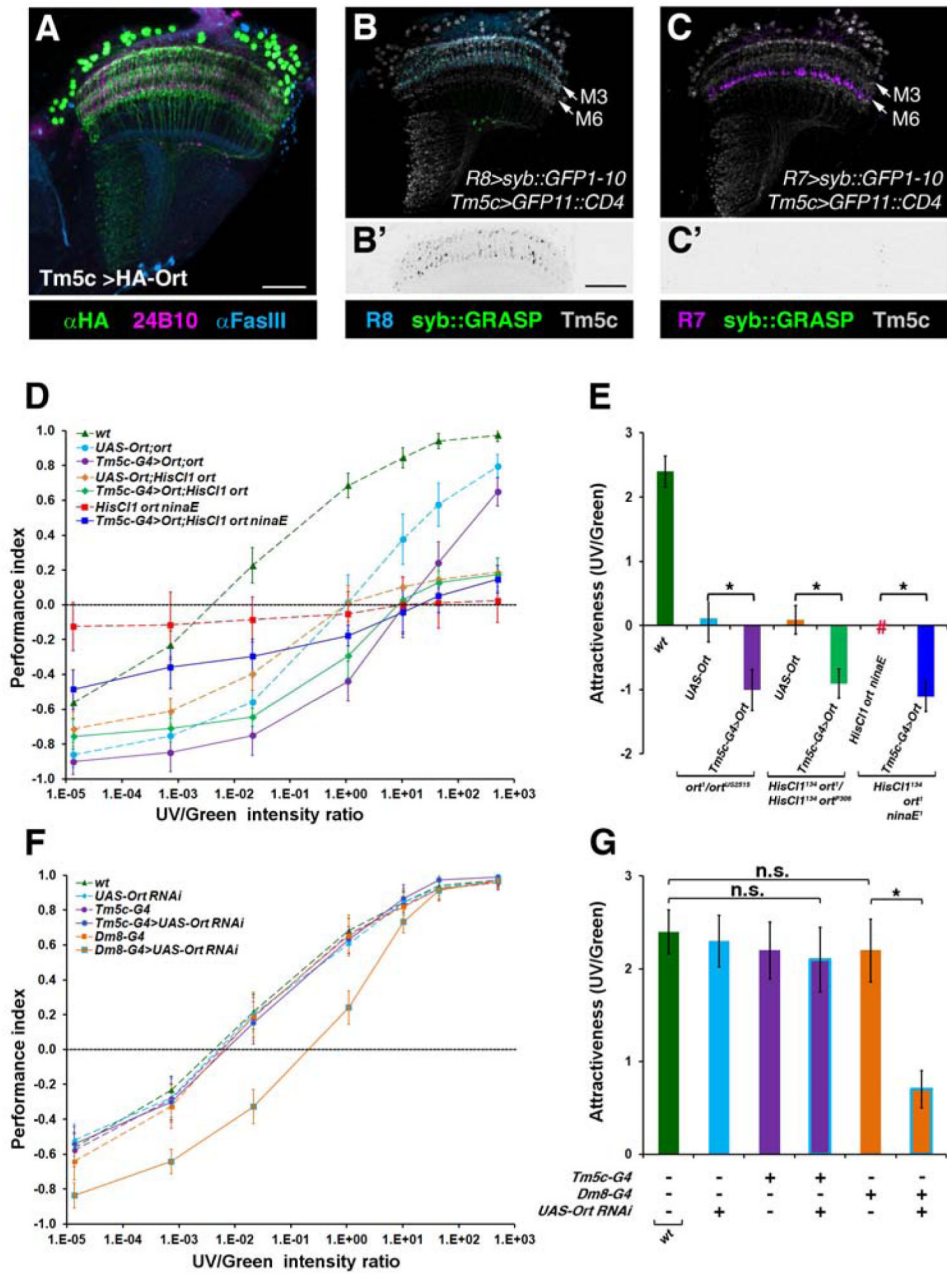 A
Tm5c >HA-Ort
αHA 24B10 αFasIII
B
M3
M6
R8>syb::GFP1-10
Tm5c>GFP11::CD4
B'
R8 syb::GRASP Tm5c
C
M3
M6
R7>syb::GFP1-10
Tm5c>GFP11::CD4
C'
R7 syb::GRASP Tm5c
D
Performance index
1.0
0.8
0.6
0.4
0.2
0.0
-0.2
-0.4
-0.6
-0.8
-1.0
wt
UAS-Ort;ort
Tm5c-G4>Ort;ort
UAS-Ort;HisCl1 ort
Tm5c-G4>Ort;HisCl1 ort
HisCl1 ort ninaE
Tm5c-G4>Ort;HisCl1 ort ninaE
1.E-05 1.E-04 1.E-03 1.E-02 1.E-01 1.E+00 1.E+01 1.E+02 1.E+03
UV/Green intensity ratio
E
Attractiveness (UV/Green)
3
2
1
0
-1
-2
* * *
#
wt
UAS-Ort
Tm5c-G4>Ort
UAS-Ort
Tm5c-G4>Ort
HisCl1 ort ninaE
Tm5c-G4>Ort
ort¹/ortᵁˢ²⁵¹⁵
HisCl1¹³⁴ ort¹/
HisCl1¹³⁴ ortᴾ³⁰⁶
HisCl1¹³⁴
ort¹
ninaE¹
F
Performance index
1.0
0.8
0.6
0.4
0.2
0.0
-0.2
-0.4
-0.6
-0.8
-1.0
wt
UAS-Ort RNAi
Tm5c-G4
Tm5c-G4>UAS-Ort RNAi
Dm8-G4
Dm8-G4>UAS-Ort RNAi
1.E-05 1.E-04 1.E-03 1.E-02 1.E-01 1.E+00 1.E+01 1.E+02 1.E+03
UV/Green intensity ratio
G
Attractiveness (UV/Green)
3
2
1
0
n.s.
n.s.
*
Tm5c-G4 - - + + - -
Dm8-G4 - - - - + +
UAS-Ort RNAi - + - + - +
wt